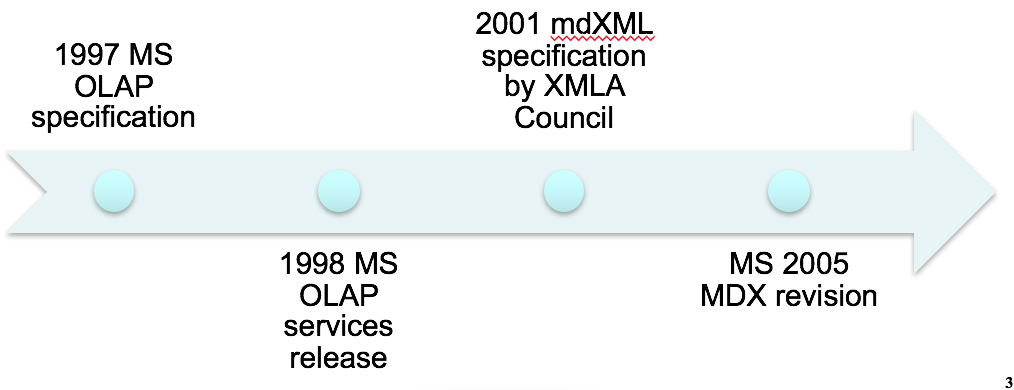 1997 MS
OLAP
specification
1998 MS
OLAP
services
release
2001 mdXML
specification
by XMLA
Council
MS 2005
MDX revision
3